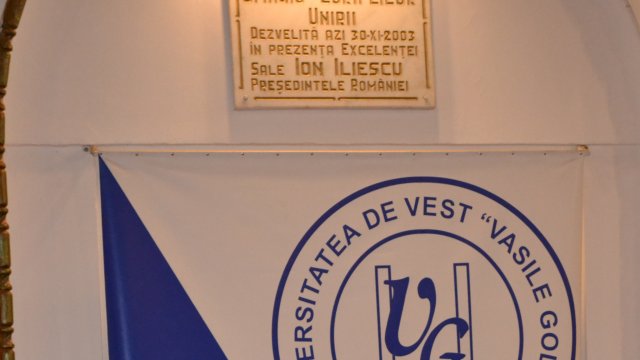 UNIRII
DEZVELITĂ AZI 30-XI-2003
ÎN PREZENȚA EXCELENȚEI
SALE ION ILIESCU
PREȘEDINTELE ROMÂNIEI
ERSITATEA DE VEST “VASILE GO
VG